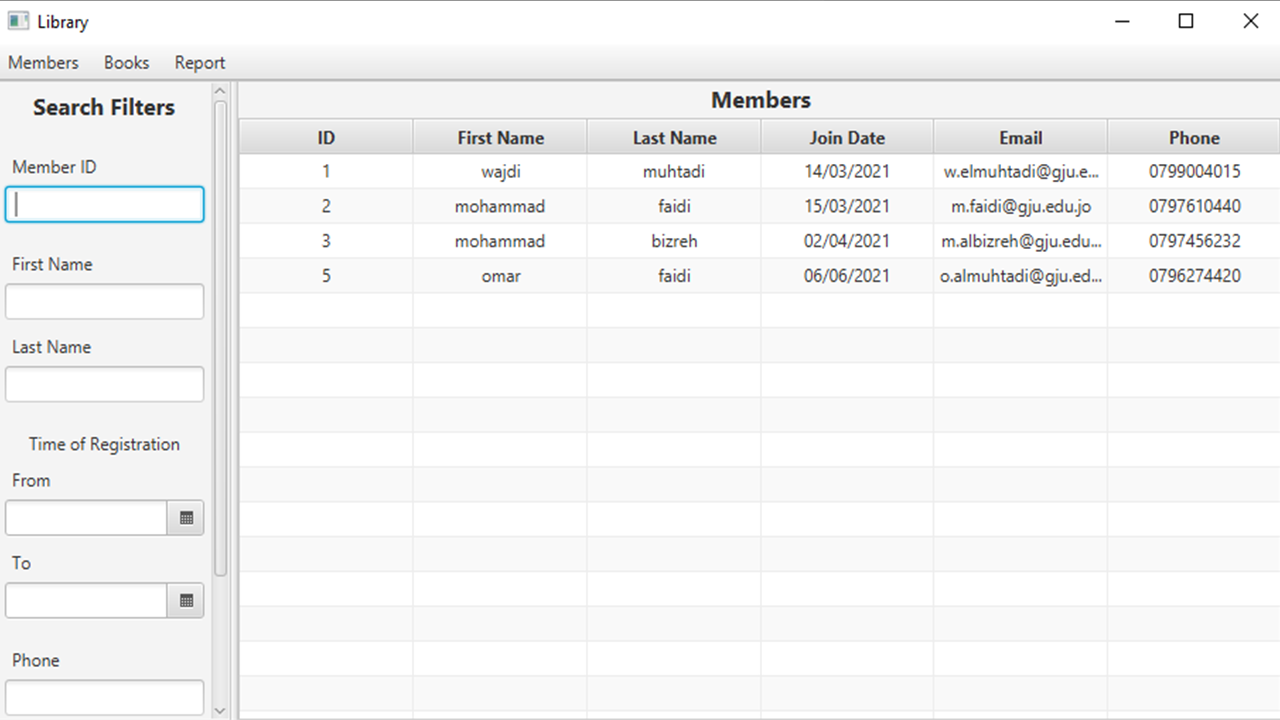 Library
Members Books Report
Search Filters
Member ID
First Name
Last Name
Time of Registration
From
To
Phone
Members
ID First Name Last Name Join Date Email Phone
1 wajdi muhtadi 14/03/2021 w.elmuhtadi@gju.e... 0799004015
2 mohammad faidi 15/03/2021 m.faidi@gju.edu.jo 0797610440
3 mohammad bizreh 02/04/2021 m.albizreh@gju.edu... 0797456232
5 omar faidi 06/06/2021 o.almuhtadi@gju.ed... 0796274420